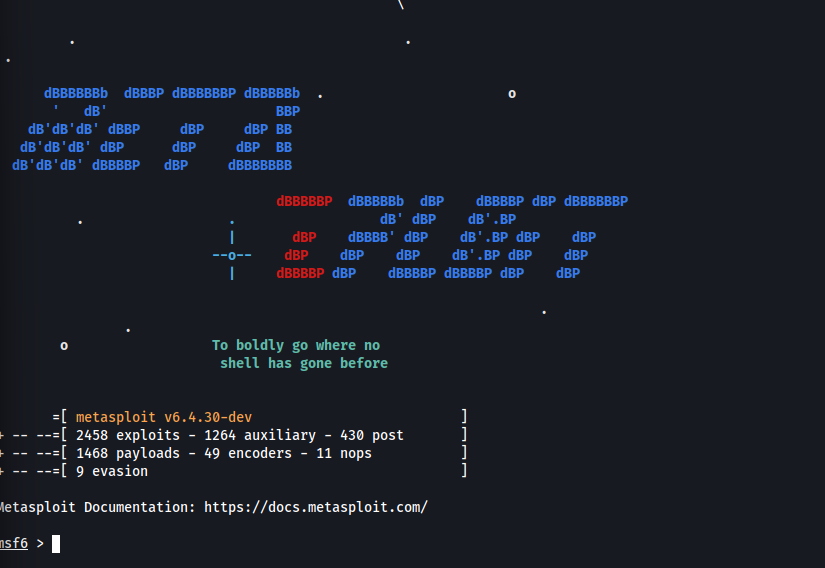 \
. .
.
dBBBBBBb  dBBBP dBBBBBBP dBBBBBb  .                       o
'   dB'                     BBP
dB'dB'dB' dBBP     dBP     dBP BB
dB'dB'dB' dBP      dBP     dBP  BB
dB'dB'dB' dBBBBP   dBP     dBBBBBBB
dBBBBBP  dBBBBBb  dBP    dBBBBP dBP dBBBBBBP
.                  .                  dB' dBP    dB'.BP
|       dBP    dBBBB' dBP    dB'.BP dBP    dBP
--o--    dBP    dBP    dBP    dB'.BP dBP    dBP
|     dBBBBP dBP    dBBBBP dBBBBP dBP    dBP
.
.
o                  To boldly go where no
shell has gone before
=[ metasploit v6.4.30-dev                          ]
+ -- --=[ 2458 exploits - 1264 auxiliary - 430 post       ]
+ -- --=[ 1468 payloads - 49 encoders - 11 nops           ]
+ -- --=[ 9 evasion                                       ]
Metasploit Documentation: https://docs.metasploit.com/
msf6 >